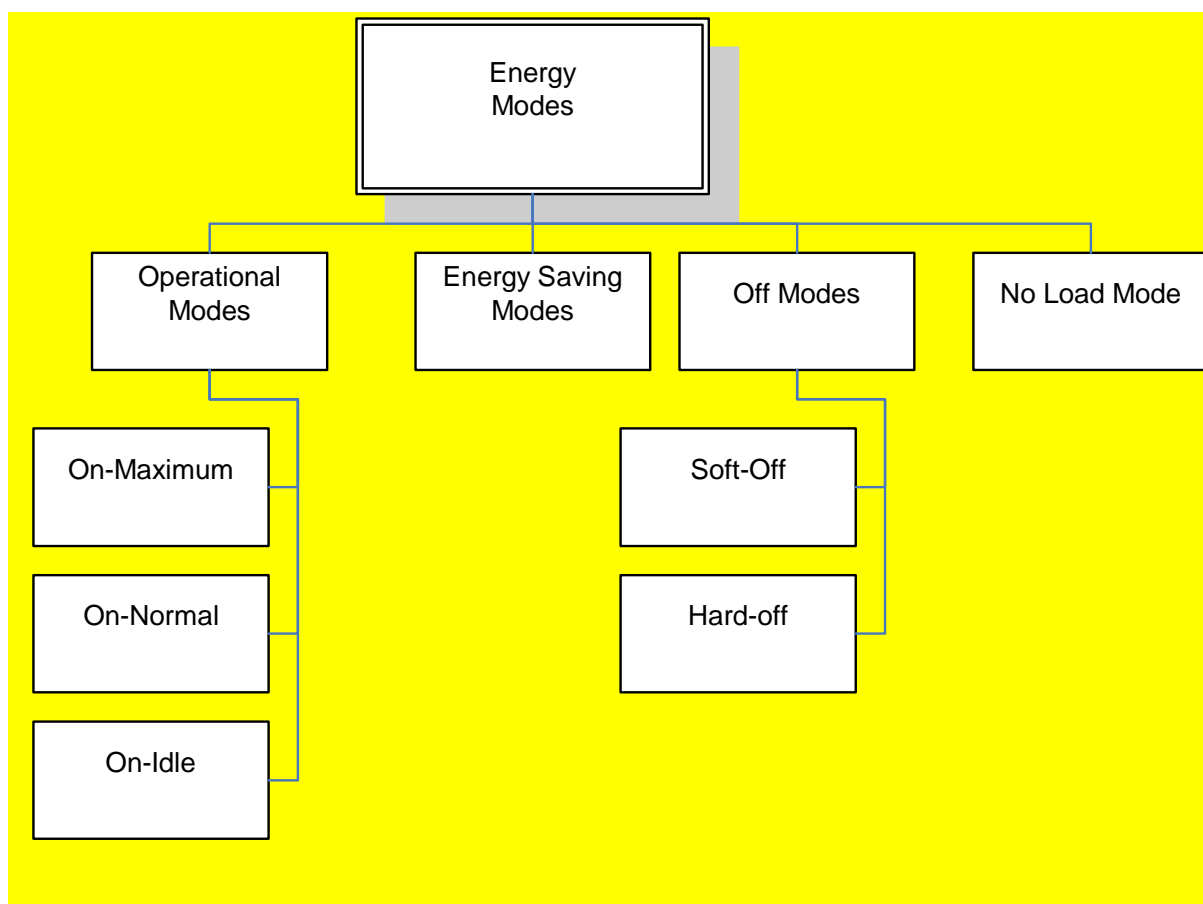 Energy
Modes
Operational
Modes
Energy Saving
Modes
Off Modes
No Load Mode
On-Maximum
Soft-Off
On-Normal
Hard-off
On-Idle